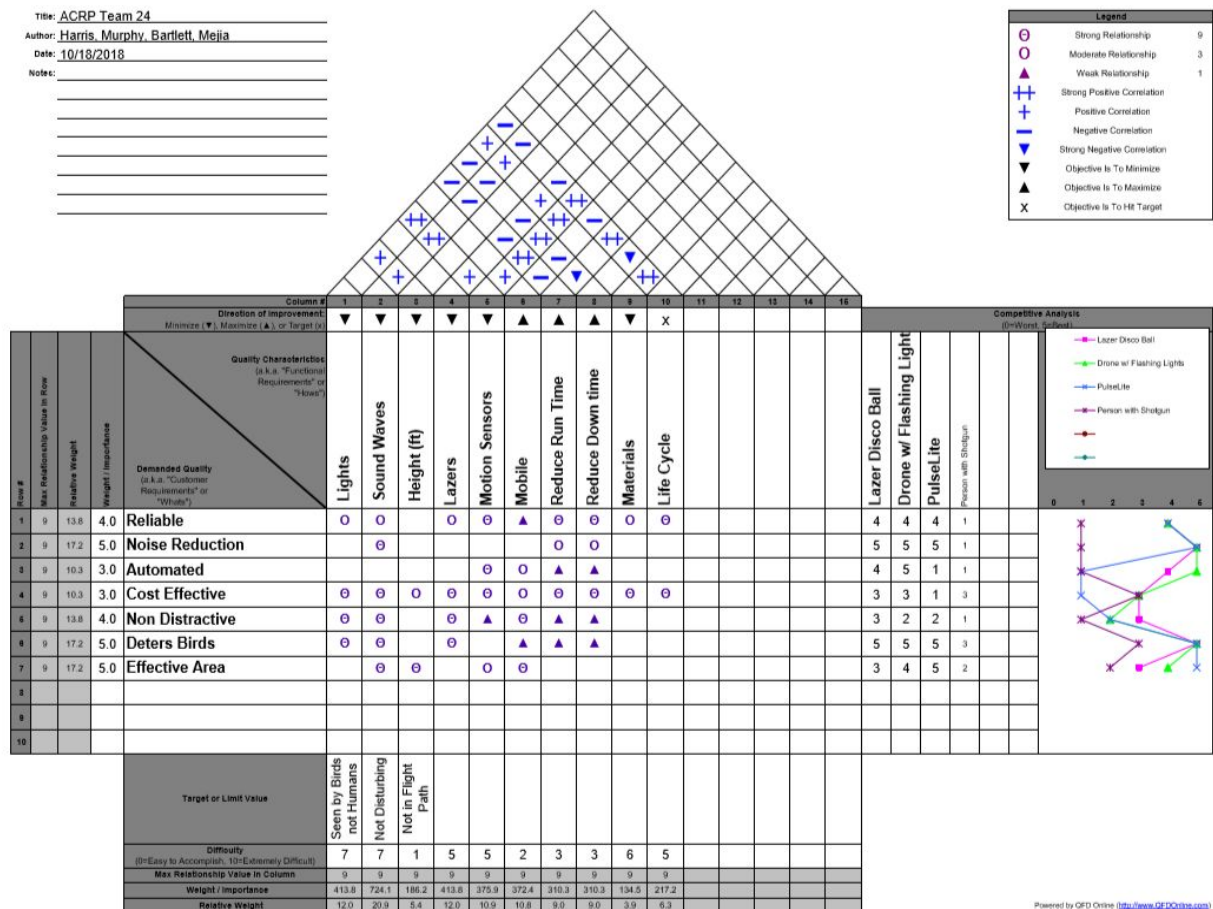 Title: ACRP Team 24
Author: Harris, Murphy, Bartlett, Mejia
Date: 10/18/2018
Notes:
Legend
Θ Strong Relationship 9
Ο Moderate Relationship 3
▲ Weak Relationship 1
┼┼ Strong Positive Correlation
┼ Positive Correlation
▬ Negative Correlation
▼ Strong Negative Correlation
▼ Objective Is To Minimize
▲ Objective Is To Maximize
x Objective Is To Hit Target
Column # 1 2 3 4 5 6 7 8 9 10 11 12 13 14 15
Direction of Improvement:
Minimize (▼), Maximize (▲), or Target (x)
▼ ▼ ▼ ▼ ▼ ▲ ▲ ▲ ▼ x
Competitive Analysis
(0=Worst, 5=Best)
Row #
Max Relationship Value in Row
Relative Weight
Weight / Importance
Quality Characteristics
(a.k.a. "Functional
Requirements" or
"Hows")
Demanded Quality
(a.k.a. "Customer
Requirements" or
"Whats")
Lights
Sound Waves
Height (ft)
Lazers
Motion Sensors
Mobile
Reduce Run Time
Reduce Down time
Materials
Life Cycle
Lazer Disco Ball
Drone w/ Flashing Light
PulseLite
Person with Shotgun
Lazer Disco Ball
Drone w/ Flashing Lights
PulseLite
Person with Shotgun
0 1 2 3 4 5
1 9 13.8 4.0 Reliable Ο Ο Ο Θ ▲ Θ Θ Ο Θ 4 4 4 1
2 9 17.2 5.0 Noise Reduction Θ Ο Ο 5 5 5 1
3 9 10.3 3.0 Automated Θ Ο ▲ ▲ 4 5 1 1
4 9 10.3 3.0 Cost Effective Θ Θ Ο Θ Θ Ο Θ Θ Θ Θ 3 3 1 3
5 9 13.8 4.0 Non Distractive Θ Θ Θ ▲ Θ ▲ ▲ 3 2 2 1
6 9 17.2 5.0 Deters Birds Θ Θ Θ ▲ ▲ ▲ 5 5 5 3
7 9 17.2 5.0 Effective Area Θ Θ Ο Θ 3 4 5 2
8
9
10
Target or Limit Value
Seen by Birds
not Humans
Not Disturbing
Not in Flight
Path
Difficulty
(0=Easy to Accomplish, 10=Extremely Difficult)
7 7 1 5 5 2 3 3 6 5
Max Relationship Value in Column 9 9 9 9 9 9 9 9 9 9
Weight / Importance 413.8 724.1 186.2 413.8 375.9 372.4 310.3 310.3 134.5 217.2
Relative Weight 12.0 20.9 5.4 12.0 10.9 10.8 9.0 9.0 3.9 6.3
Powered by QFD Online (http://www.QFDOnline.com)